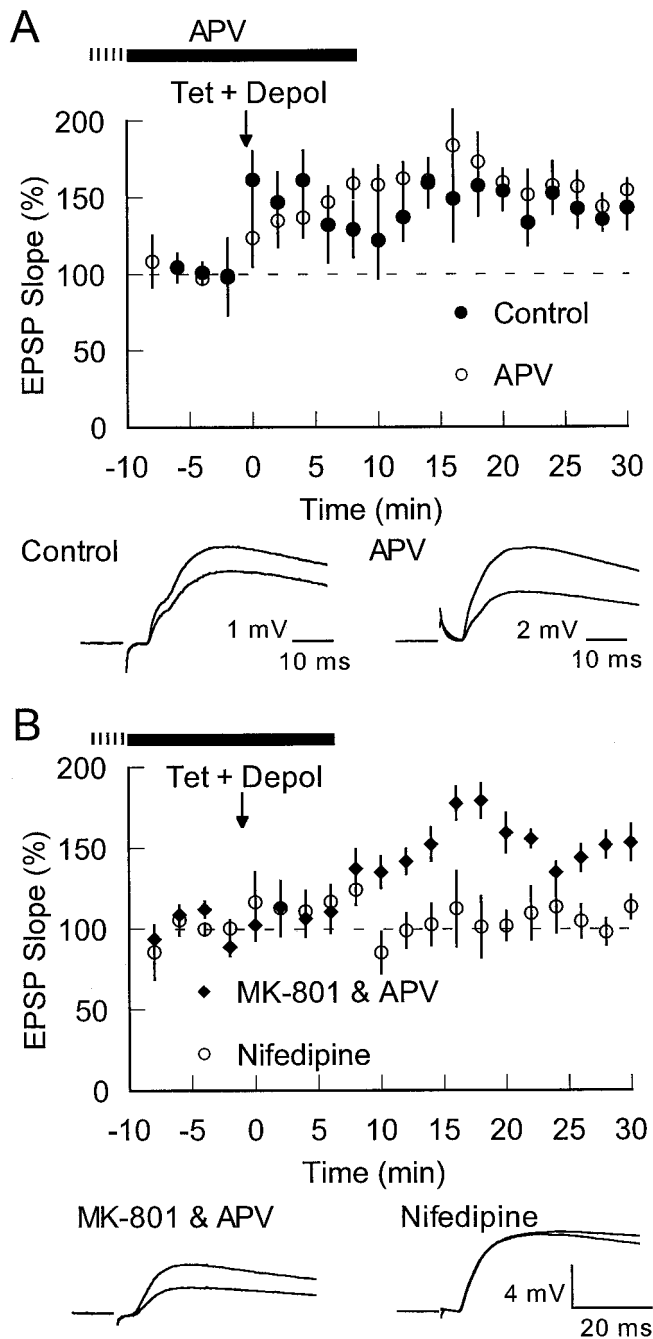 A
APV
Tet + Depol
200
150
100
50
0
EPSP Slope (%)
Control
APV
-10 -5 0 5 10 15 20 25 30
Time (min)
Control
1 mV
10 ms
APV
2 mV
10 ms
B
Tet + Depol
200
150
100
50
0
EPSP Slope (%)
MK-801 & APV
Nifedipine
-10 -5 0 5 10 15 20 25 30
Time (min)
MK-801 & APV
Nifedipine
4 mV
20 ms